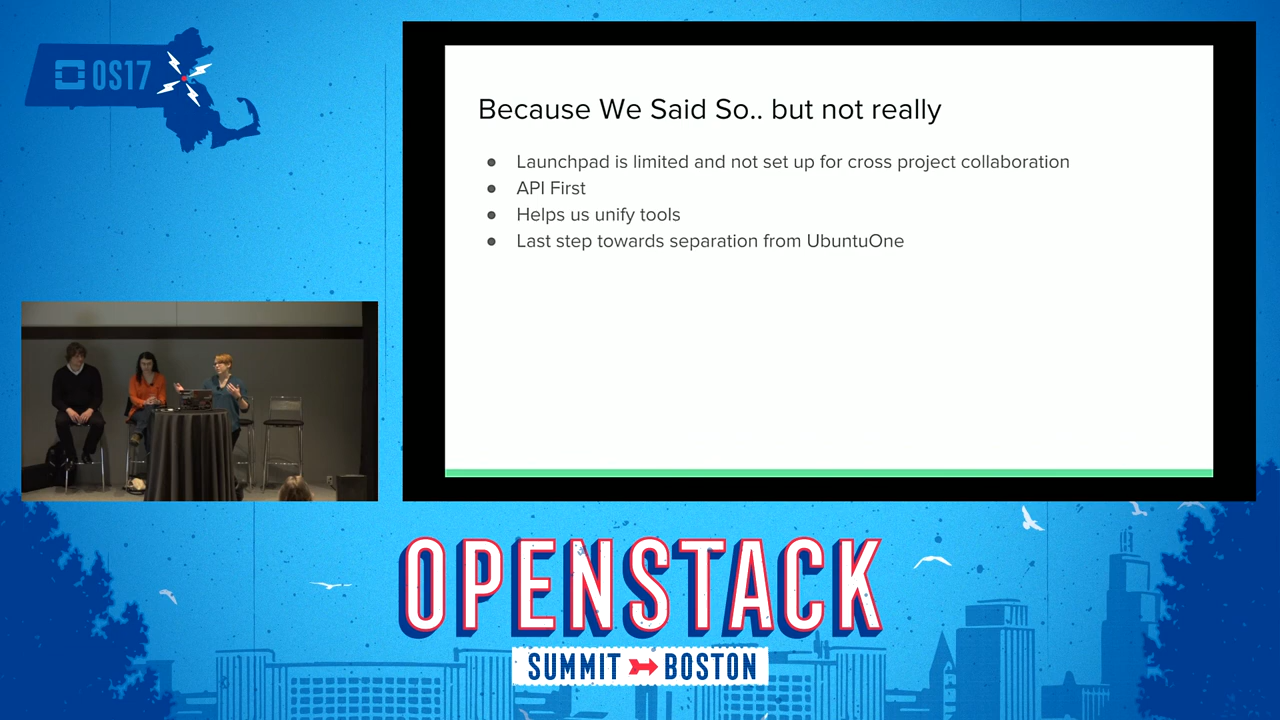 OS17
Because We Said So.. but not really
Launchpad is limited and not set up for cross project collaboration
API First
Helps us unify tools
Last step towards separation from UbuntuOne
OPENSTACK
SUMMIT BOSTON